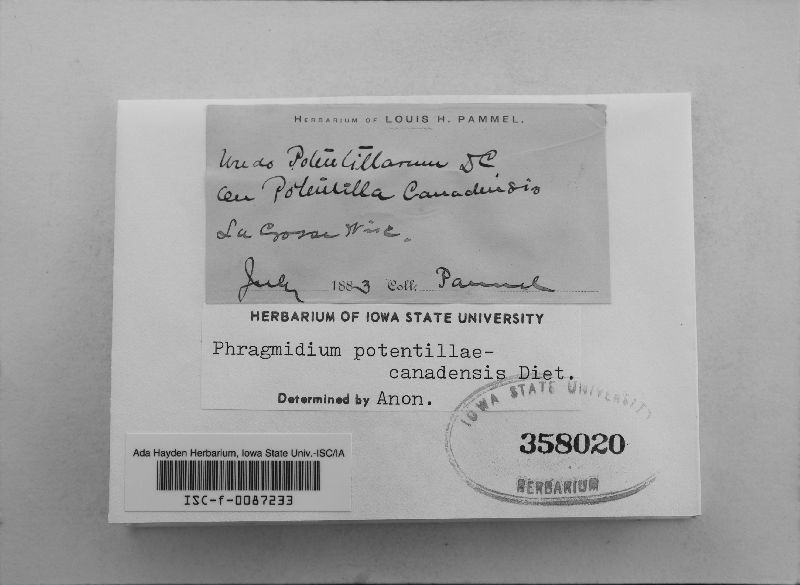 HERBARIUM OF LOUIS H. PAMMEL.
Uredo Potentillarum DC
on Potentilla Canadensis
La Crosse Wisc.
July 1883 Coll: Pammel
HERBARIUM OF IOWA STATE UNIVERSITY
Phragmidium potentillae-
canadensis Diet.
Determined by Anon.
IOWA STATE UNIVERSITY
358020
HERBARIUM
Ada Hayden Herbarium, Iowa State Univ.-ISC/IA
ISC-f-0087233